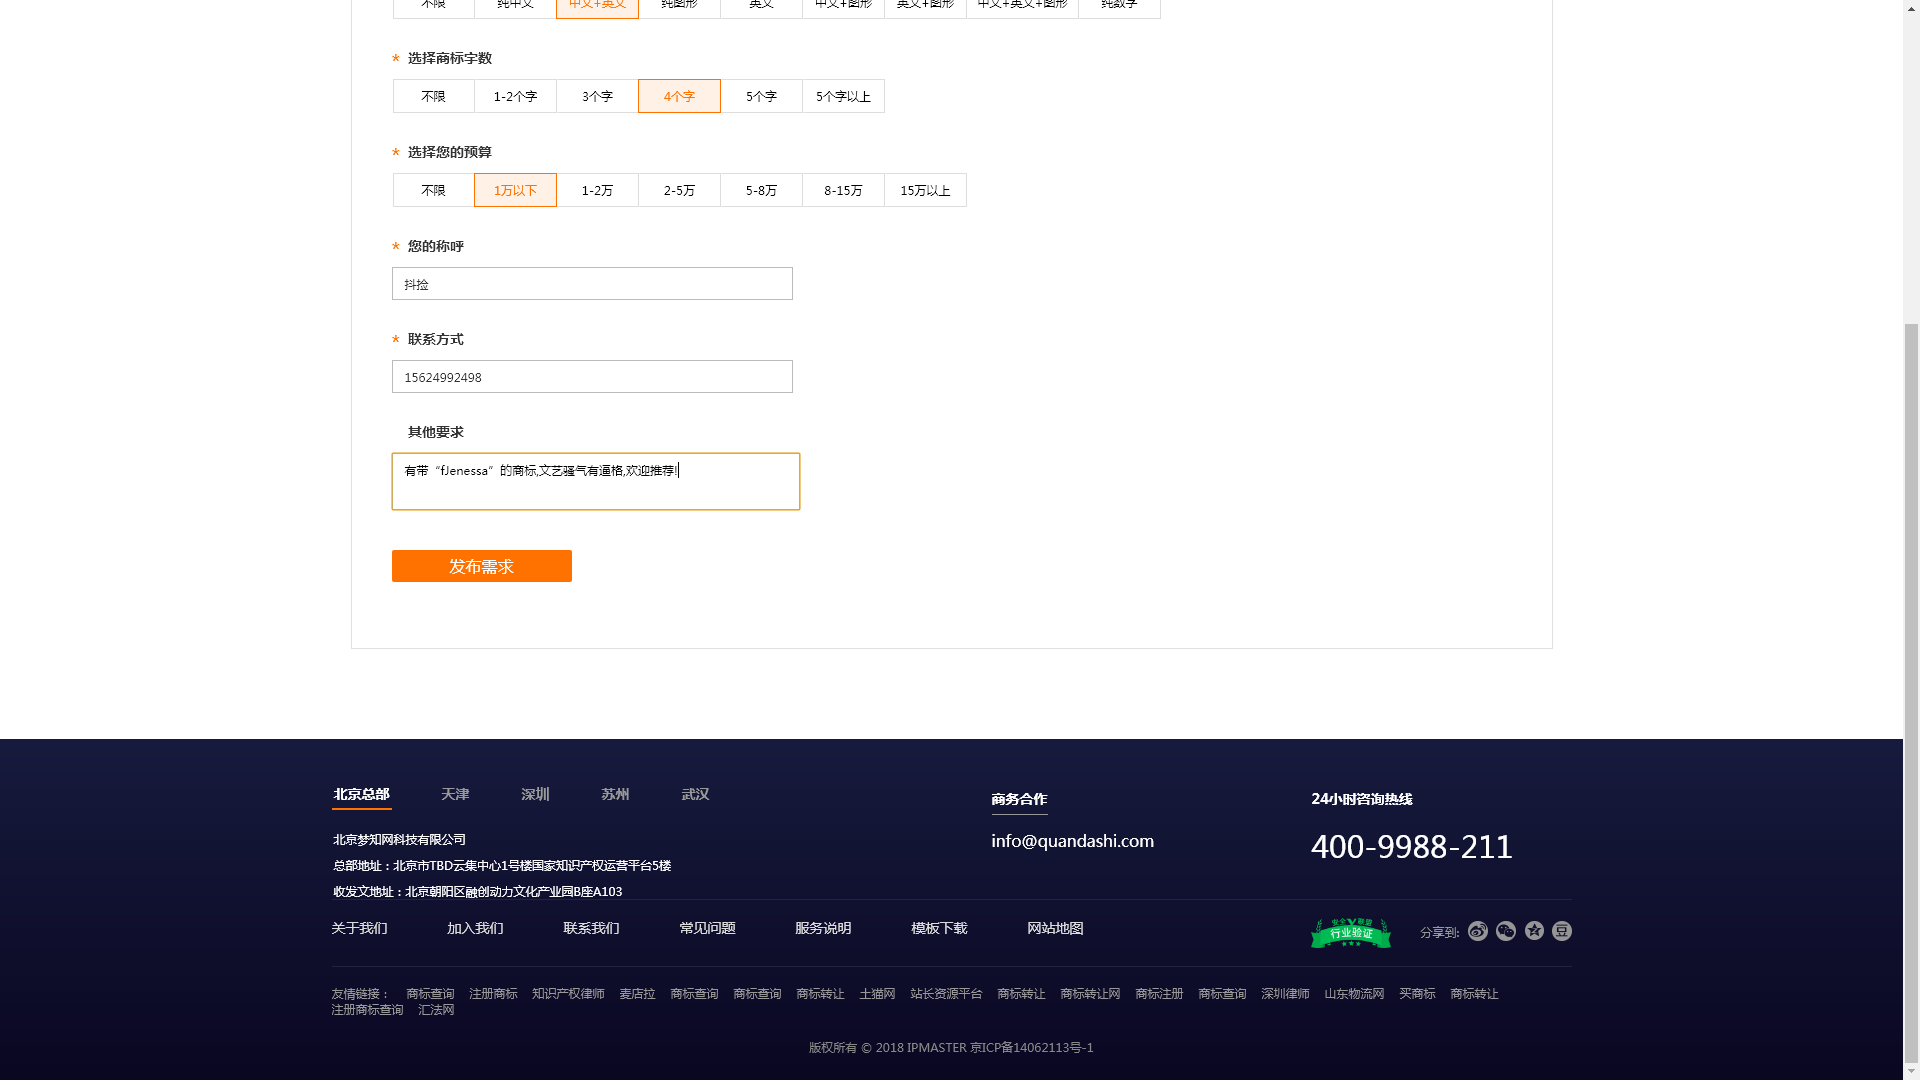 不限 纯中文 中文+英文 纯图形 英文 中文+图形 英文+图形 中文+英文+图形 纯数字
* 选择商标字数
不限 1-2个字 3个字 4个字 5个字 5个字以上
* 选择您的预算
不限 1万以下 1-2万 2-5万 5-8万 8-15万 15万以上
* 您的称呼
抖捡
* 联系方式
15624992498
其他要求
有带“fJenessa”的商标,文艺骚气有逼格,欢迎推荐!
发布需求
北京总部 天津 深圳 苏州 武汉
商务合作
24小时咨询热线
北京梦知网科技有限公司
info@quandashi.com
400-9988-211
总部地址：北京市TBD云集中心1号楼国家知识产权运营平台5楼
收发文地址：北京朝阳区融创动力文化产业园B座A103
关于我们 加入我们 联系我们 常见问题 服务说明 模板下载 网站地图
安全联盟
行业验证
分享到:
豆
友情链接： 商标查询 注册商标 知识产权律师 麦店拉 商标查询 商标查询 商标转让 土猫网 站长资源平台 商标转让 商标转让网 商标注册 商标查询 深圳律师 山东物流网 买商标 商标转让
注册商标查询 汇法网
版权所有 © 2018 IPMASTER 京ICP备14062113号-1